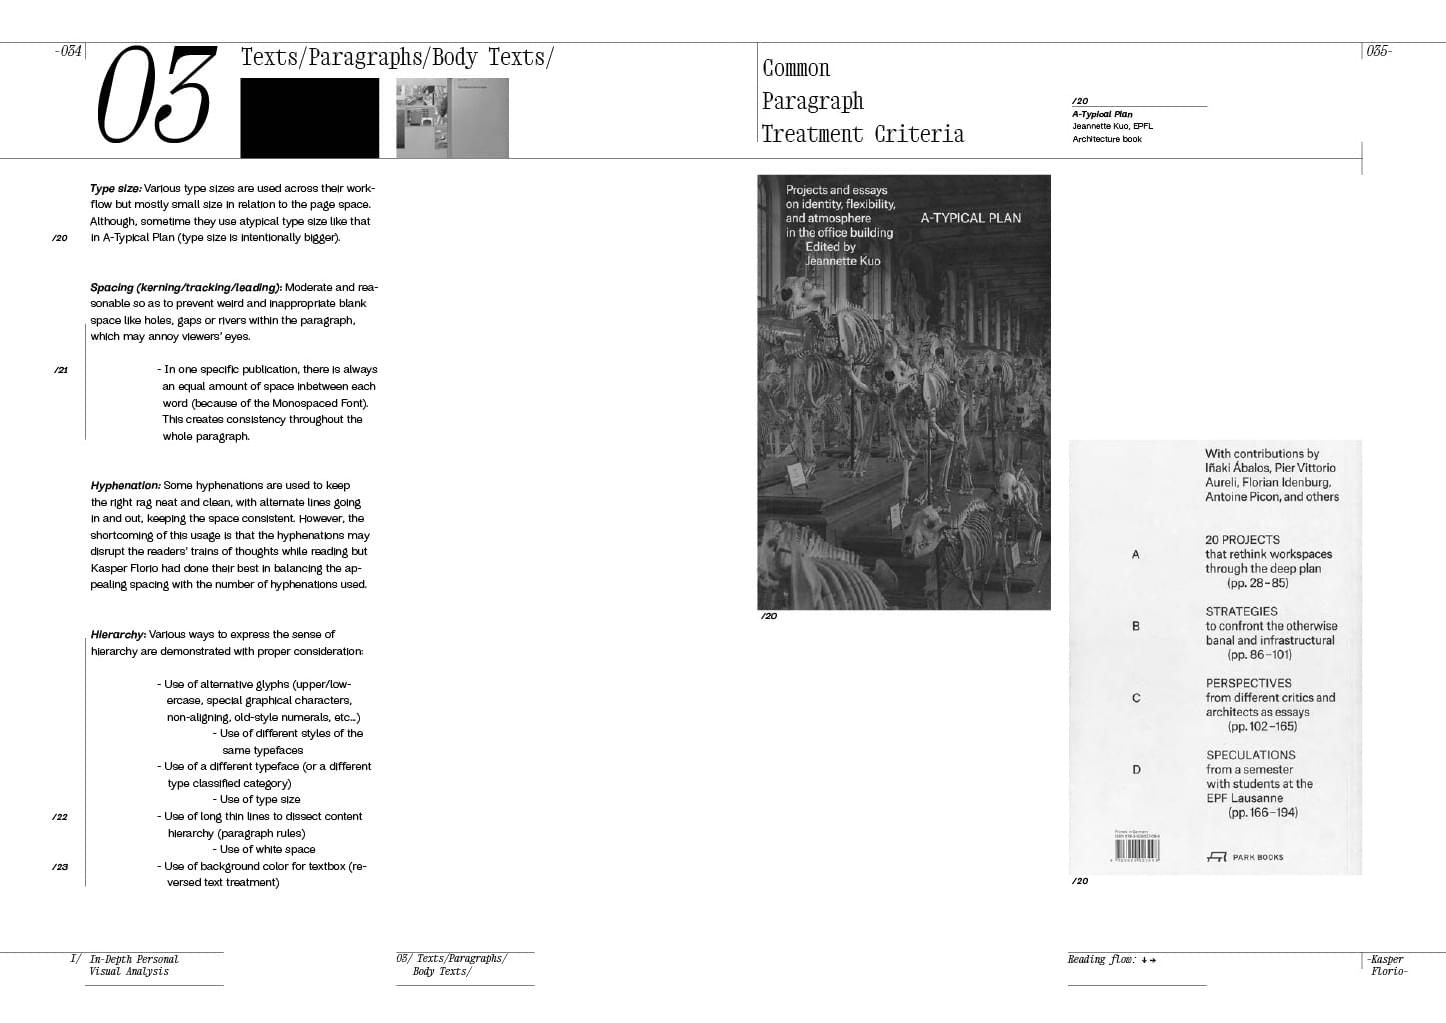 -034
03
Texts/Paragraphs/Body Texts/
Type size: Various type sizes are used across their work-
flow but mostly small size in relation to the page space.
Although, sometime they use atypical type size like that
/20
in A-Typical Plan (type size is intentionally bigger).
Spacing (kerning/tracking/leading): Moderate and rea-
sonable so as to prevent weird and inappropriate blank
space like holes, gaps or rivers within the paragraph,
which may annoy viewers' eyes.
/21
- In one specific publication, there is always
an equal amount of space inbetween each
word (because of the Monospaced Font).
This creates consistency throughout the
whole paragraph.
Hyphenation: Some hyphenations are used to keep
the right rag neat and clean, with alternate lines going
in and out, keeping the space consistent. However, the
shortcoming of this usage is that the hyphenations may
disrupt the readers' trains of thoughts while reading but
Kasper Florio had done their best in balancing the ap-
pealing spacing with the number of hyphenations used.
Hierarchy: Various ways to express the sense of
hierarchy are demonstrated with proper consideration:
- Use of alternative glyphs (upper/low-
ercase, special graphical characters,
non-aligning, old-style numerals, etc...)
- Use of different styles of the
same typefaces
- Use of a different typeface (or a different
type classified category)
- Use of type size
/22
- Use of long thin lines to dissect content
hierarchy (paragraph rules)
- Use of white space
/23
- Use of background color for textbox (re-
versed text treatment)
I/ In-Depth Personal
Visual Analysis
03/ Texts/Paragraphs/
Body Texts/
Common
Paragraph
Treatment Criteria
/20
A-Typical Plan
Jeannette Kuo, EPFL
Architecture book
035-
Projects and essays
on identity, flexibility,
and atmosphere
in the office building
Edited by
Jeannette Kuo
A-TYPICAL PLAN
/20
With contributions by
Iñaki Ábalos, Pier Vittorio
Aureli, Florian Idenburg,
Antoine Picon, and others
A
20 PROJECTS
that rethink workspaces
through the deep plan
(pp. 28–85)
B
STRATEGIES
to confront the otherwise
banal and infrastructural
(pp. 86–101)
C
PERSPECTIVES
from different critics and
architects as essays
(pp. 102–165)
D
SPECULATIONS
from a semester
with students at the
EPF Lausanne
(pp. 166–194)
Printed in Germany
PARK BOOKS
/20
Reading flow: ↓ →
-Kasper
Florio-